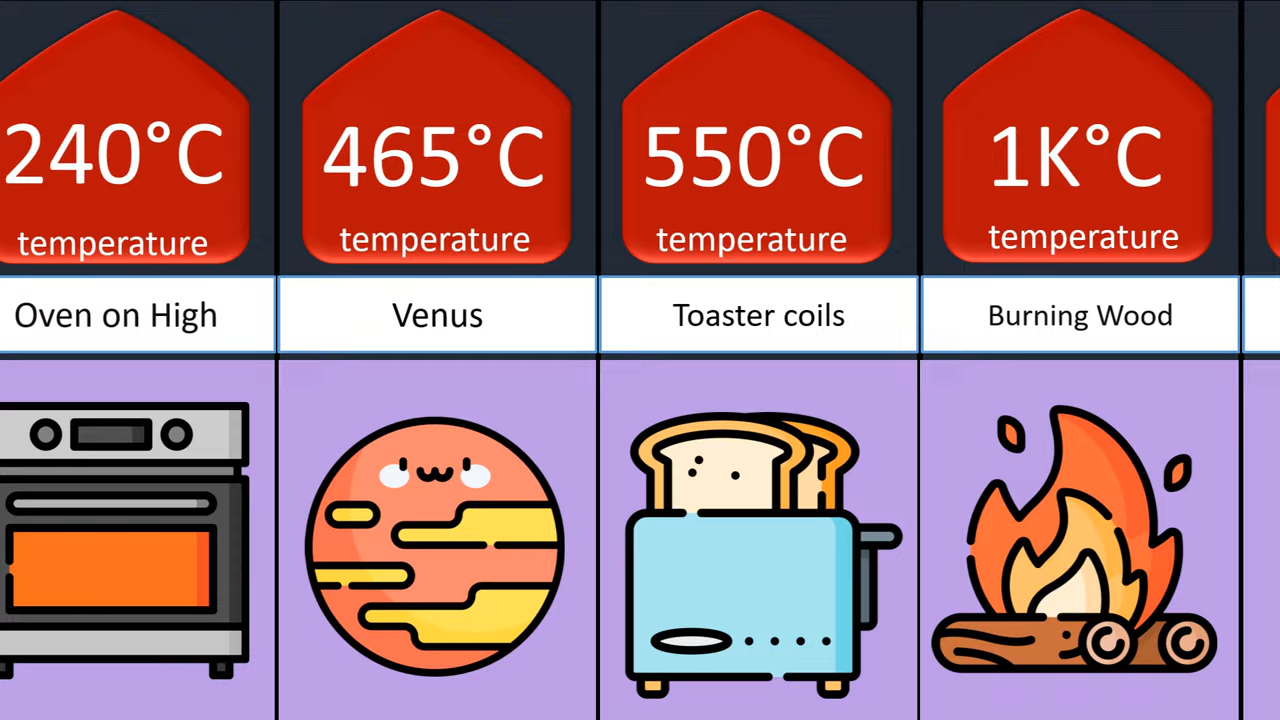 240°C
temperature
Oven on High
465°C
temperature
Venus
550°C
temperature
Toaster coils
1K°C
temperature
Burning Wood